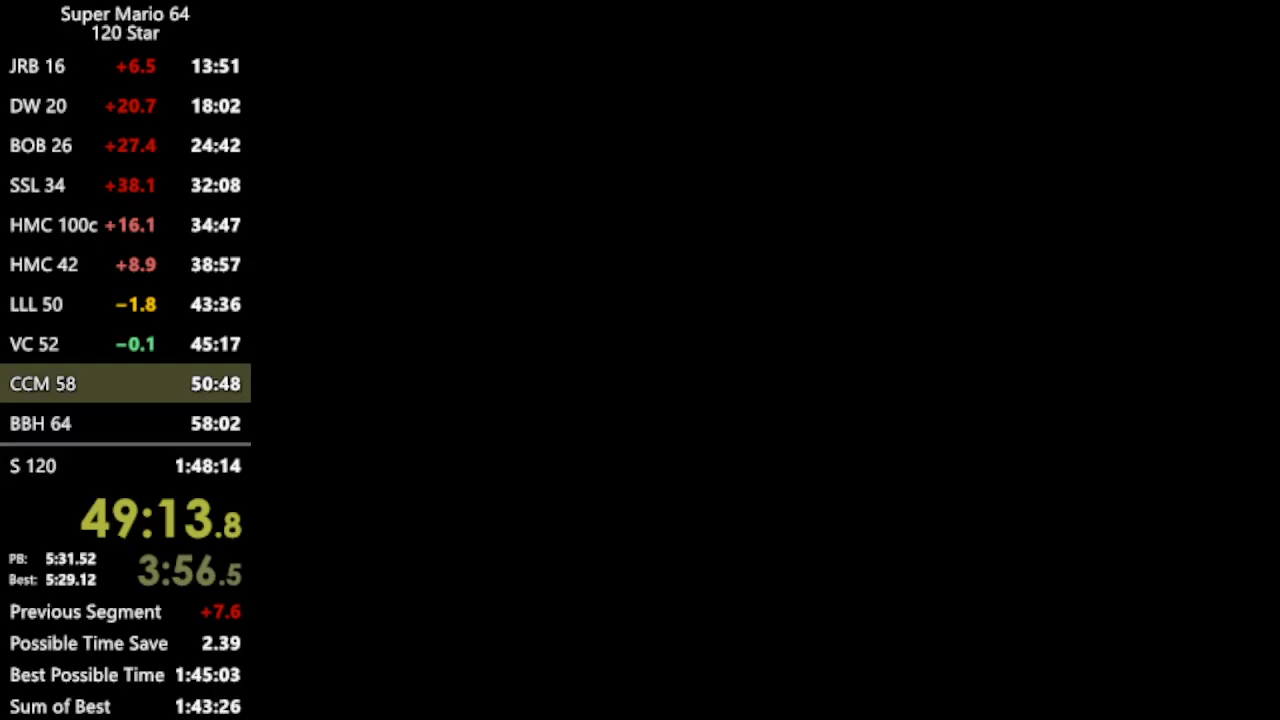 Super Mario 64
120 Star
JRB 16 +6.5 13:51
DW 20 +20.7 18:02
BOB 26 +27.4 24:42
SSL 34 +38.1 32:08
HMC 100c +16.1 34:47
HMC 42 +8.9 38:57
LLL 50 −1.8 43:36
VC 52 −0.1 45:17
CCM 58 50:48
BBH 64 58:02
S 120 1:48:14
49:13.8
PB: 5:31.52
Best: 5:29.12 3:56.5
Previous Segment +7.6
Possible Time Save 2.39
Best Possible Time 1:45:03
Sum of Best 1:43:26